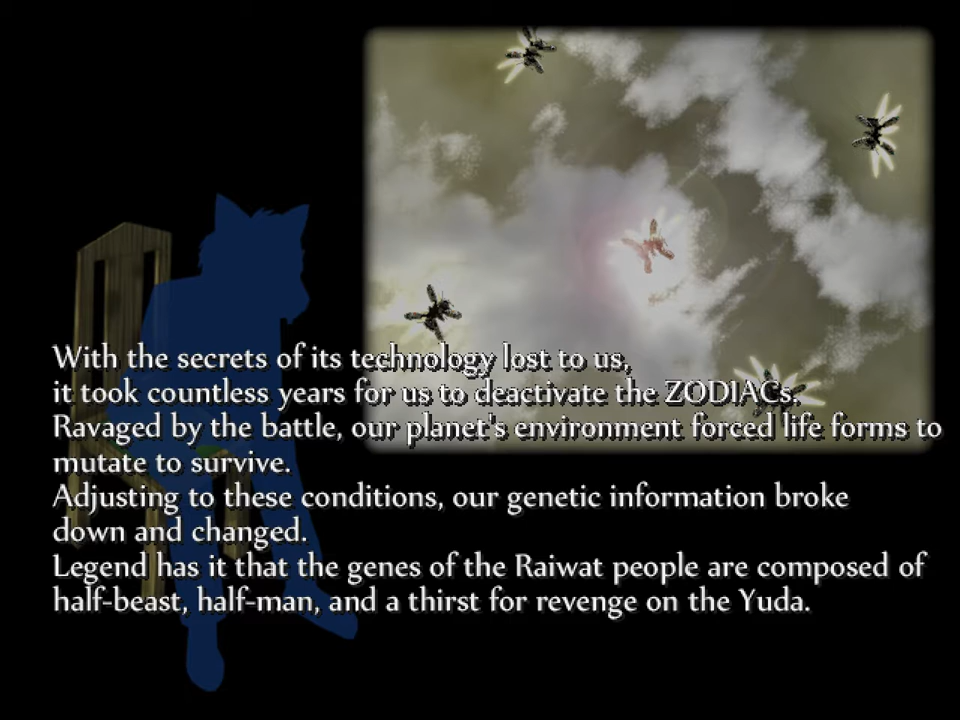 With the secrets of its technology lost to us,
it took countless years for us to deactivate the ZODIACs.
Ravaged by the battle, our planet's environment forced life forms to
mutate to survive.
Adjusting to these conditions, our genetic information broke
down and changed.
Legend has it that the genes of the Raiwat people are composed of
half-beast, half-man, and a thirst for revenge on the Yuda.